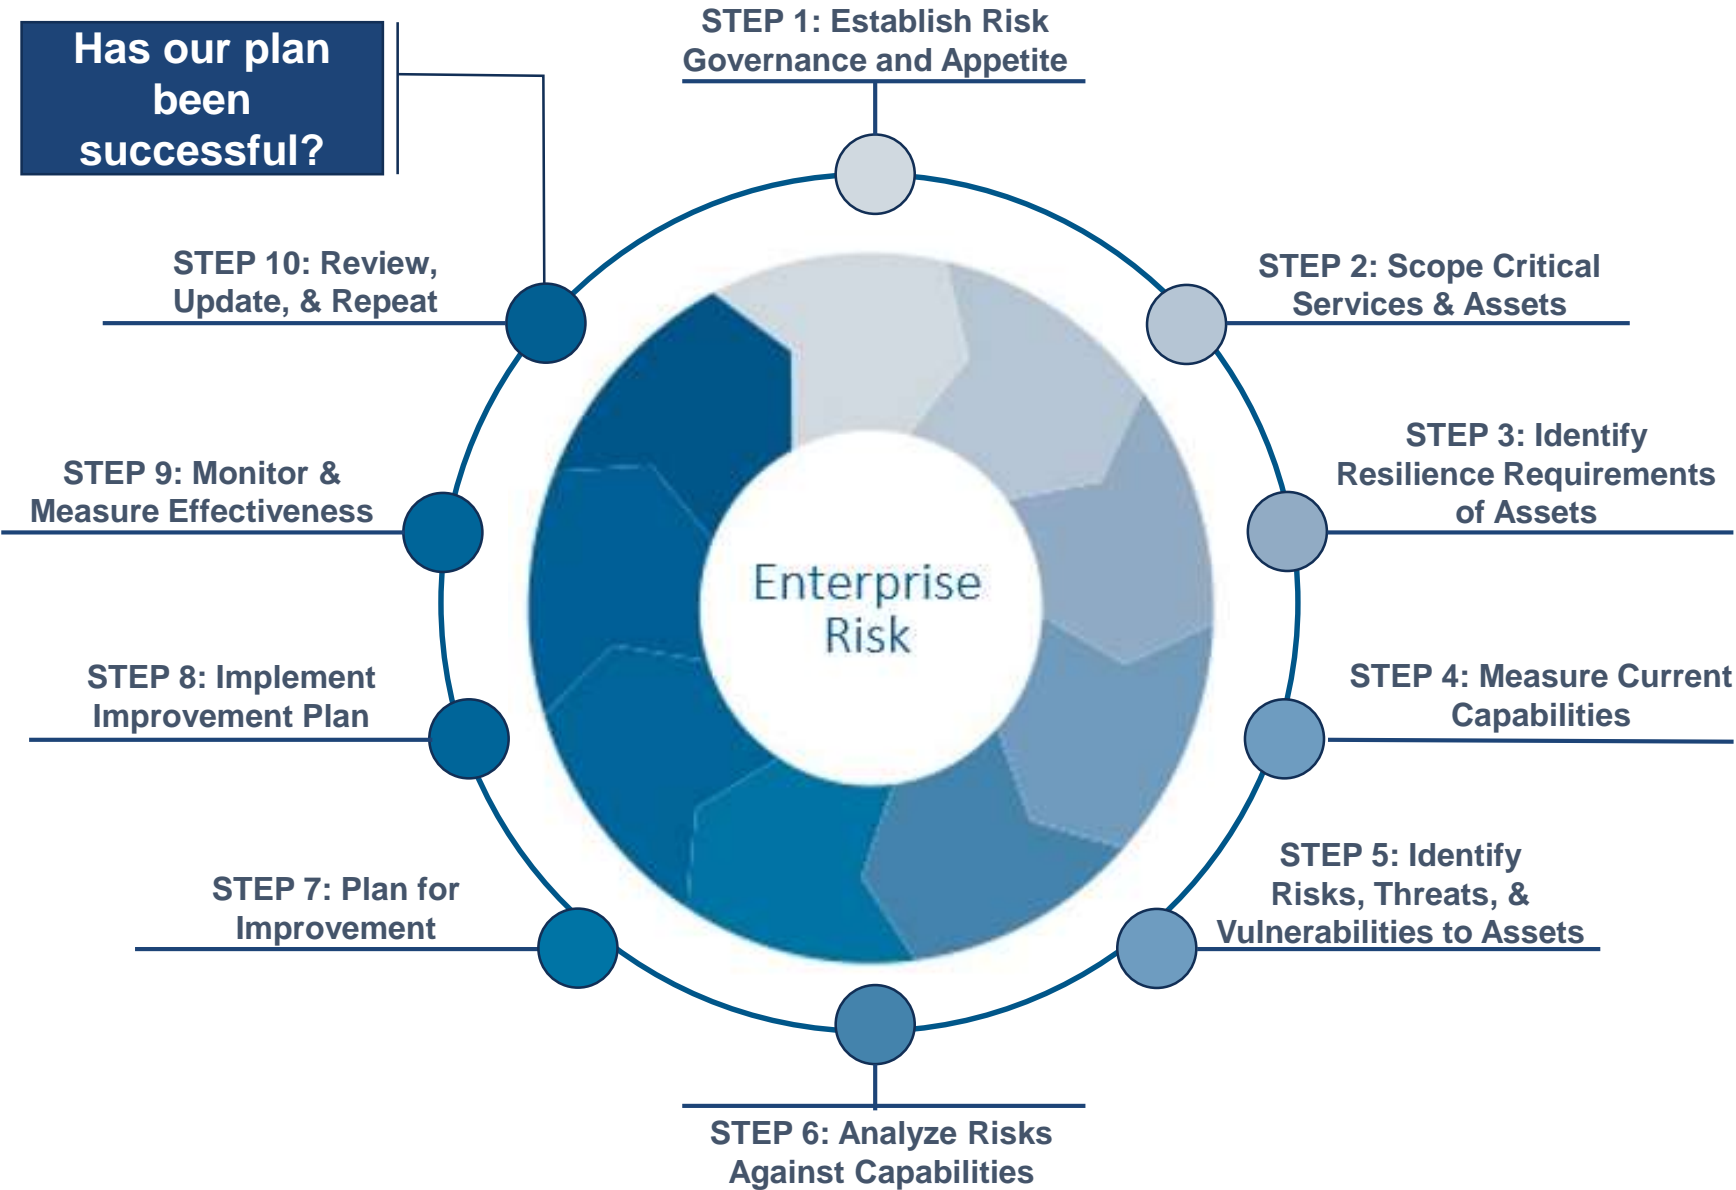 Has our plan
been
successful?
STEP 1: Establish Risk
Governance and Appetite
STEP 2: Scope Critical
Services & Assets
STEP 3: Identify
Resilience Requirements
of Assets
STEP 4: Measure Current
Capabilities
STEP 5: Identify
Risks, Threats, &
Vulnerabilities to Assets
STEP 6: Analyze Risks
Against Capabilities
STEP 7: Plan for
Improvement
STEP 8: Implement
Improvement Plan
STEP 9: Monitor &
Measure Effectiveness
STEP 10: Review,
Update, & Repeat
Enterprise
Risk